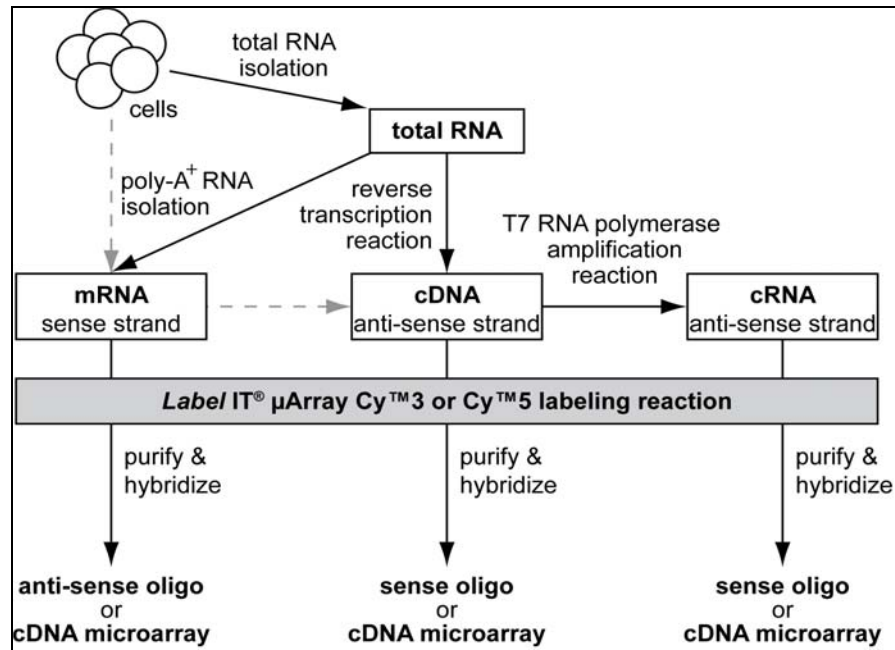 total RNA
isolation
cells
total RNA
poly-A+ RNA
isolation
reverse
transcription
reaction
T7 RNA polymerase
amplification
reaction
mRNA
sense strand
cDNA
anti-sense strand
cRNA
anti-sense strand
Label IT® µArray Cy™3 or Cy™5 labeling reaction
purify &
hybridize
purify &
hybridize
purify &
hybridize
anti-sense oligo
or
cDNA microarray
sense oligo
or
cDNA microarray
sense oligo
or
cDNA microarray